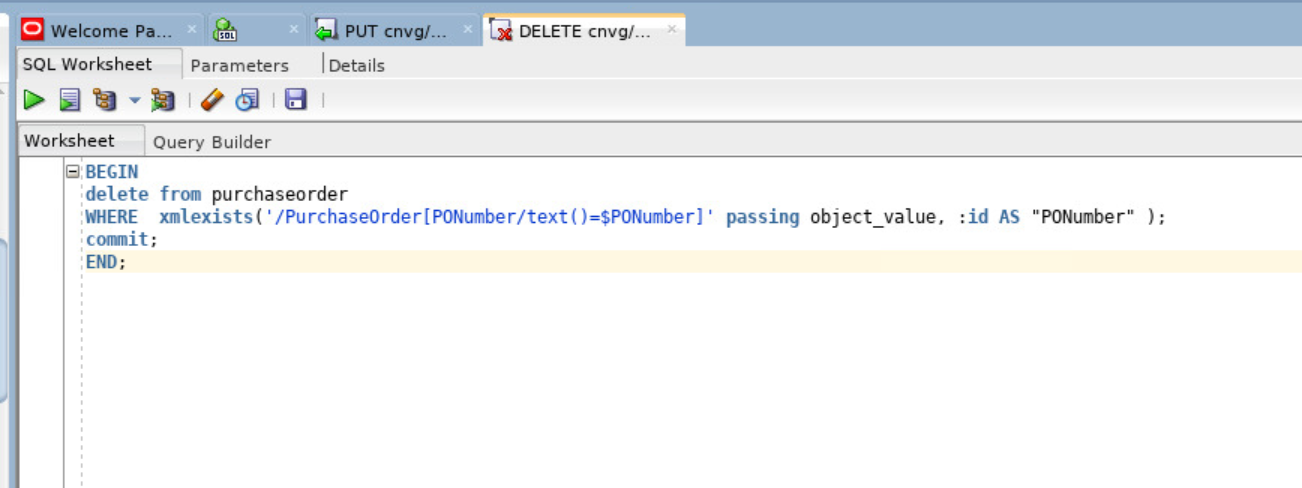 Welcome Pa... SQL PUT cnvg/... DELETE cnvg/...
SQL Worksheet Parameters Details
Worksheet Query Builder
BEGIN
delete from purchaseorder
WHERE  xmlexists('/PurchaseOrder[PONumber/text()=$PONumber]' passing object_value, :id AS "PONumber" );
commit;
END;